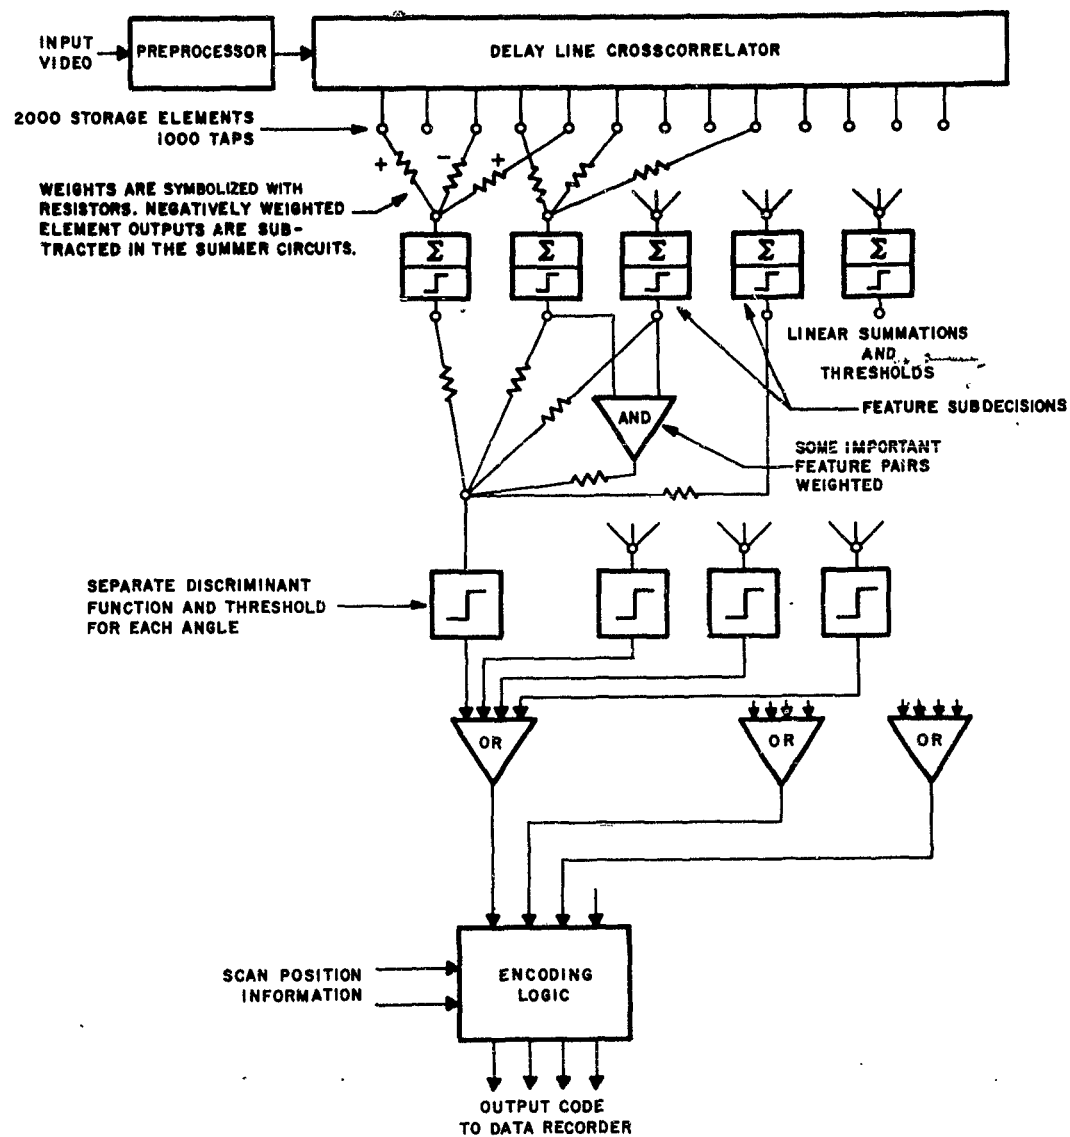 INPUT
VIDEO
PREPROCESSOR
DELAY LINE CROSSCORRELATOR
2000 STORAGE ELEMENTS
1000 TAPS
+
−
+
WEIGHTS ARE SYMBOLIZED WITH
RESISTORS. NEGATIVELY WEIGHTED
ELEMENT OUTPUTS ARE SUB-
TRACTED IN THE SUMMER CIRCUITS.
Σ
Σ
Σ
Σ
Σ
LINEAR SUMMATIONS
AND
THRESHOLDS
FEATURE SUBDECISIONS
AND
SOME IMPORTANT
FEATURE PAIRS
WEIGHTED
SEPARATE DISCRIMINANT
FUNCTION AND THRESHOLD
FOR EACH ANGLE
OR
OR
OR
SCAN POSITION
INFORMATION
ENCODING
LOGIC
OUTPUT CODE
TO DATA RECORDER